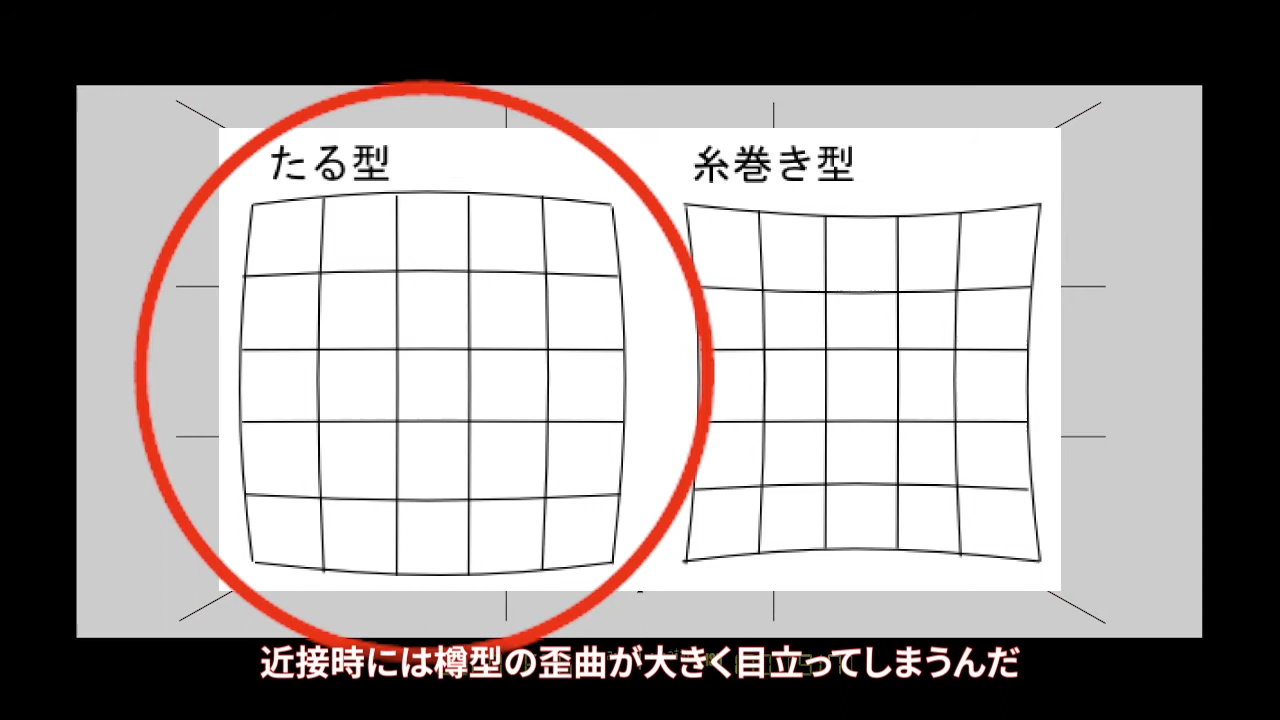 たる型
糸巻き型
近接時には樽型の歪曲が大きく目立ってしまうんだ